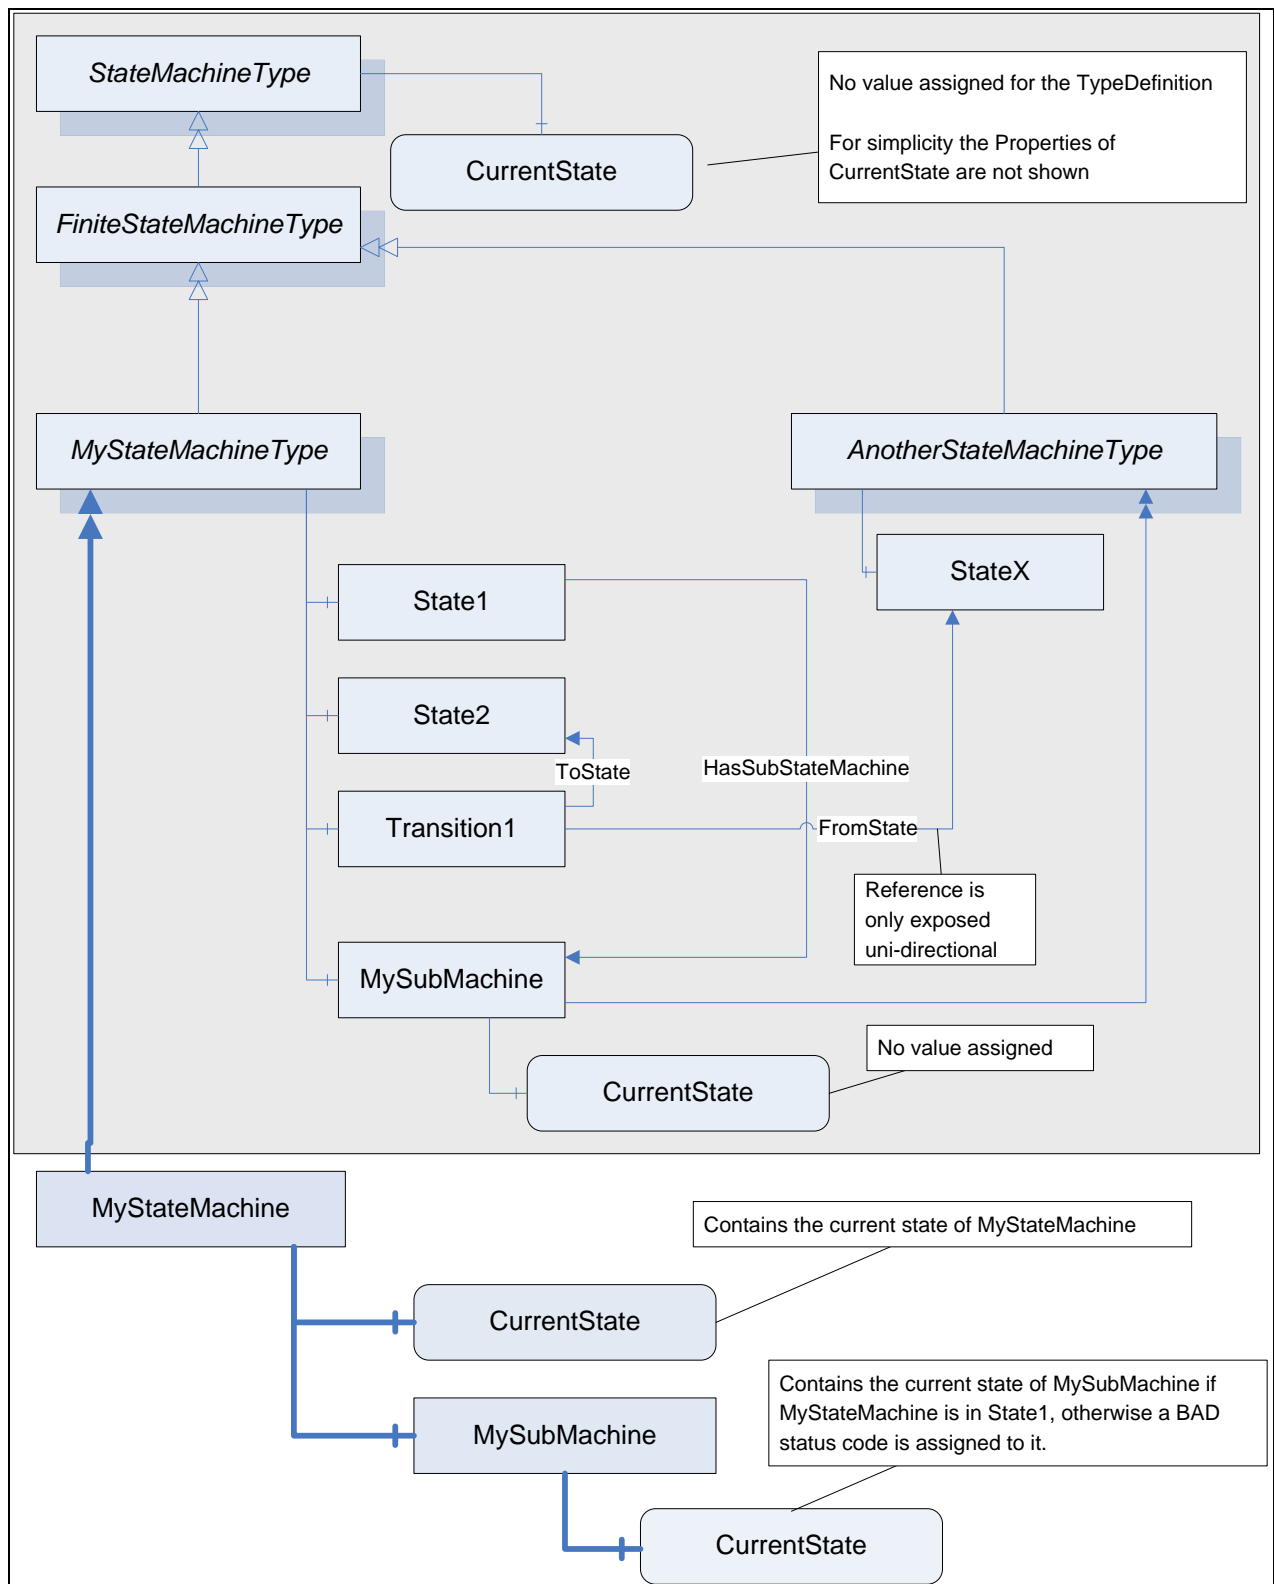 StateMachineType
No value assigned for the TypeDefinition
For simplicity the Properties of
CurrentState are not shown
CurrentState
FiniteStateMachineType
MyStateMachineType
AnotherStateMachineType
StateX
State1
State2
ToState
HasSubStateMachine
Transition1
FromState
Reference is
only exposed
uni-directional
MySubMachine
No value assigned
CurrentState
MyStateMachine
Contains the current state of MyStateMachine
CurrentState
Contains the current state of MySubMachine if
MyStateMachine is in State1, otherwise a BAD
status code is assigned to it.
MySubMachine
CurrentState